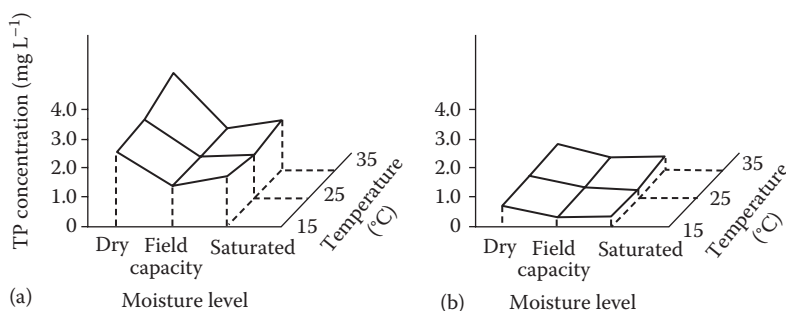 TP concentration (mg L⁻¹)
4.0
3.0
2.0
1.0
0
Dry
Field
capacity
Saturated
15
25
35
Temperature
(°C)
(a)
Moisture level
4.0
3.0
2.0
1.0
0
Dry
Field
capacity
Saturated
15
25
35
Temperature
(°C)
(b)
Moisture level